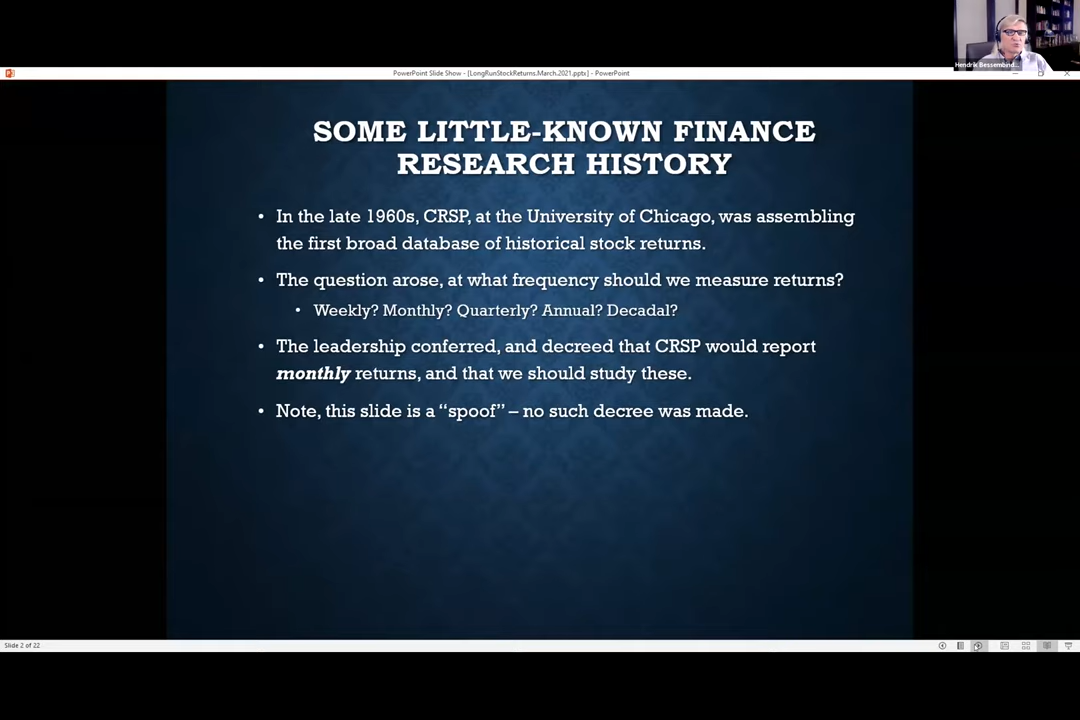 PowerPoint Slide Show - [LongRunStockReturns.March.2021.pptx] - PowerPoint
Hendrik Bessembind...
SOME LITTLE-KNOWN FINANCE
RESEARCH HISTORY
• In the late 1960s, CRSP, at the University of Chicago, was assembling
the first broad database of historical stock returns.
• The question arose, at what frequency should we measure returns?
• Weekly? Monthly? Quarterly? Annual? Decadal?
• The leadership conferred, and decreed that CRSP would report
monthly returns, and that we should study these.
• Note, this slide is a “spoof” – no such decree was made.
Slide 2 of 22